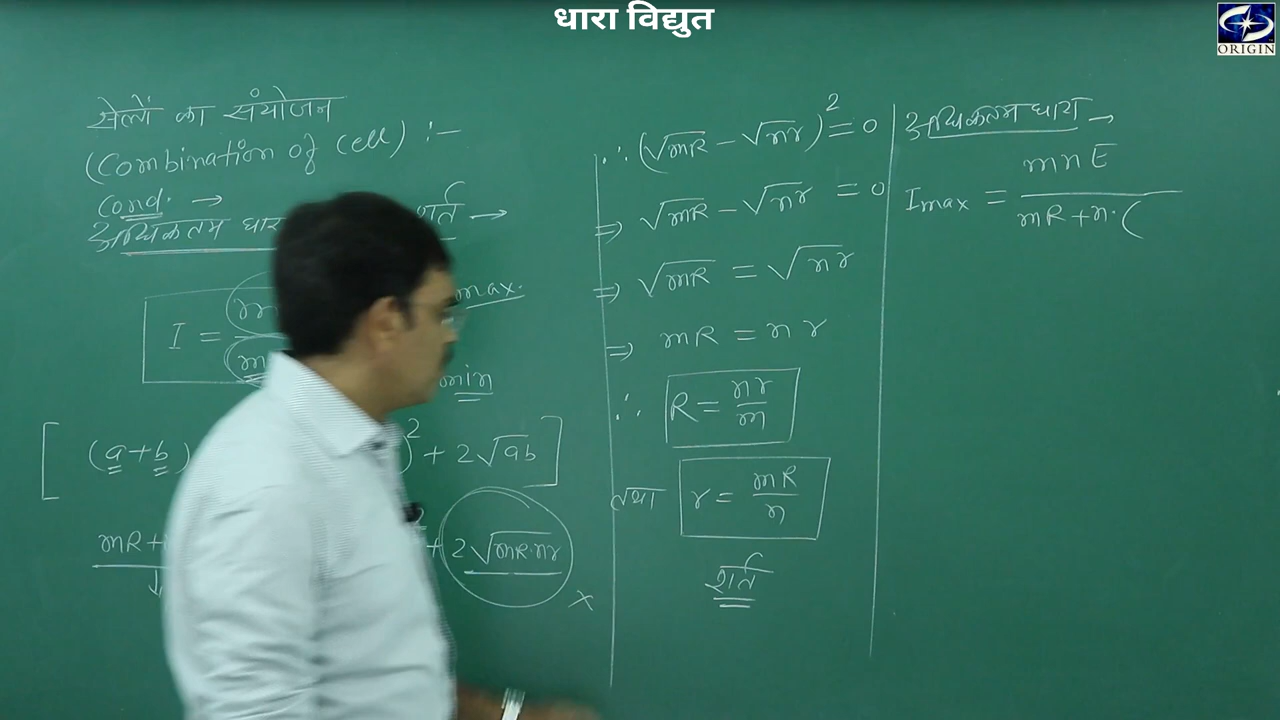 धारा विद्युत
ORIGIN
सेलों का संयोजन
(Combination of Cell) :-
Cond. →
अधिकतम धार शर्त →
I =
max.
min
[ (a+b) )² + 2√ab ]
mR+ 2 + 2√mR·nr
×
∴ (√mR - √nr)² = 0
⇒ √mR - √nr = 0
⇒ √mR = √nr
⇒ mR = nr
∴ R = nr/m
तथा r = mR/n
शर्त
अधिकतम धारा →
Imax = mnE / mR+n·(